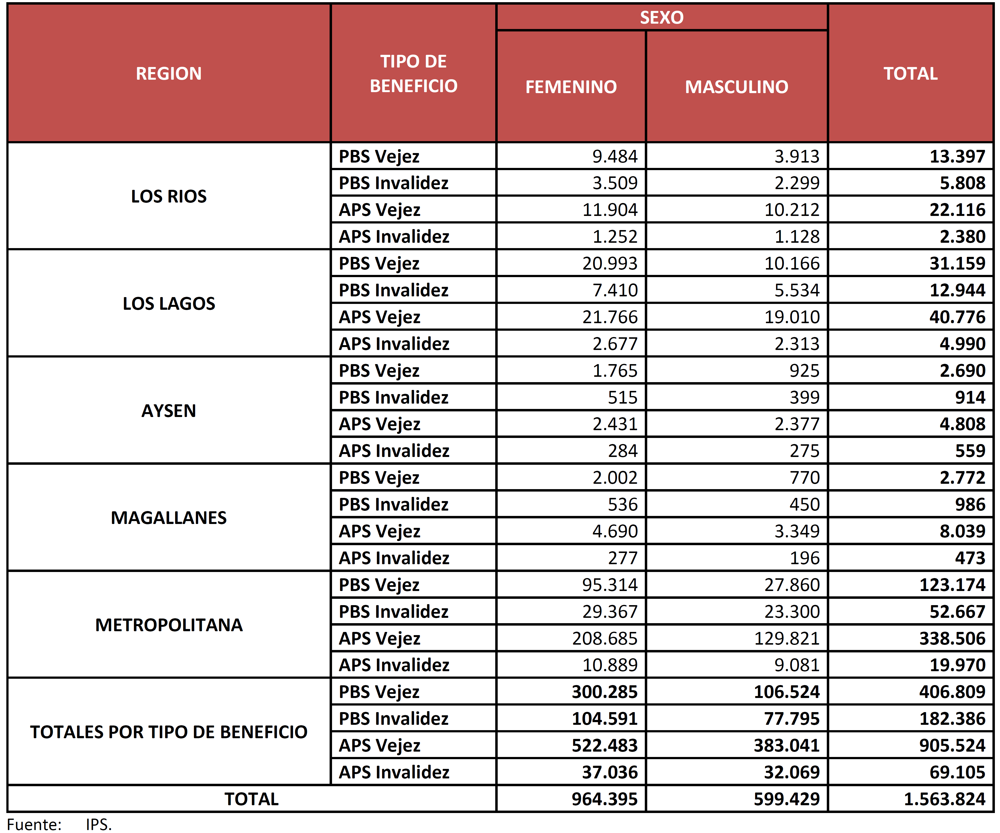 REGION
TIPO DE
BENEFICIO
SEXO
TOTAL
FEMENINO MASCULINO
LOS RIOS
PBS Vejez 9.484 3.913 13.397
PBS Invalidez 3.509 2.299 5.808
APS Vejez 11.904 10.212 22.116
APS Invalidez 1.252 1.128 2.380
LOS LAGOS
PBS Vejez 20.993 10.166 31.159
PBS Invalidez 7.410 5.534 12.944
APS Vejez 21.766 19.010 40.776
APS Invalidez 2.677 2.313 4.990
AYSEN
PBS Vejez 1.765 925 2.690
PBS Invalidez 515 399 914
APS Vejez 2.431 2.377 4.808
APS Invalidez 284 275 559
MAGALLANES
PBS Vejez 2.002 770 2.772
PBS Invalidez 536 450 986
APS Vejez 4.690 3.349 8.039
APS Invalidez 277 196 473
METROPOLITANA
PBS Vejez 95.314 27.860 123.174
PBS Invalidez 29.367 23.300 52.667
APS Vejez 208.685 129.821 338.506
APS Invalidez 10.889 9.081 19.970
TOTALES POR TIPO DE BENEFICIO
PBS Vejez 300.285 106.524 406.809
PBS Invalidez 104.591 77.795 182.386
APS Vejez 522.483 383.041 905.524
APS Invalidez 37.036 32.069 69.105
TOTAL 964.395 599.429 1.563.824
Fuente: IPS.